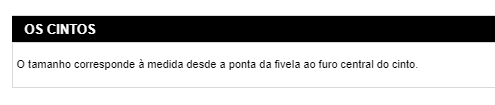 OS CINTOS
O tamanho corresponde à medida desde a ponta da fivela ao furo central do cinto.